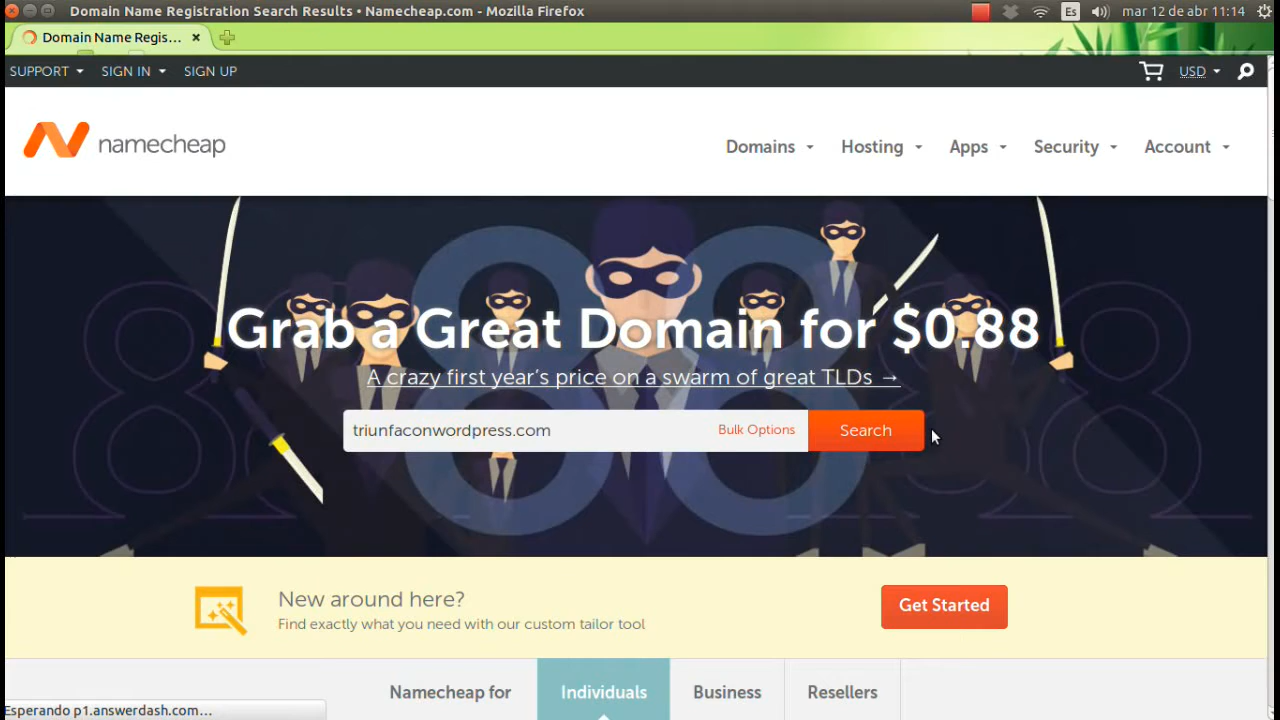 Domain Name Registration Search Results • Namecheap.com - Mozilla Firefox
Es
mar 12 de abr 11:14
Domain Name Regis...
SUPPORT
SIGN IN
SIGN UP
USD
namecheap
Domains
Hosting
Apps
Security
Account
Grab a Great Domain for $0.88
A crazy first year's price on a swarm of great TLDs →
triunfaconwordpress.com
Bulk Options
Search
New around here?
Find exactly what you need with our custom tailor tool
Get Started
Namecheap for
Individuals
Business
Resellers
Esperando p1.answerdash.com...